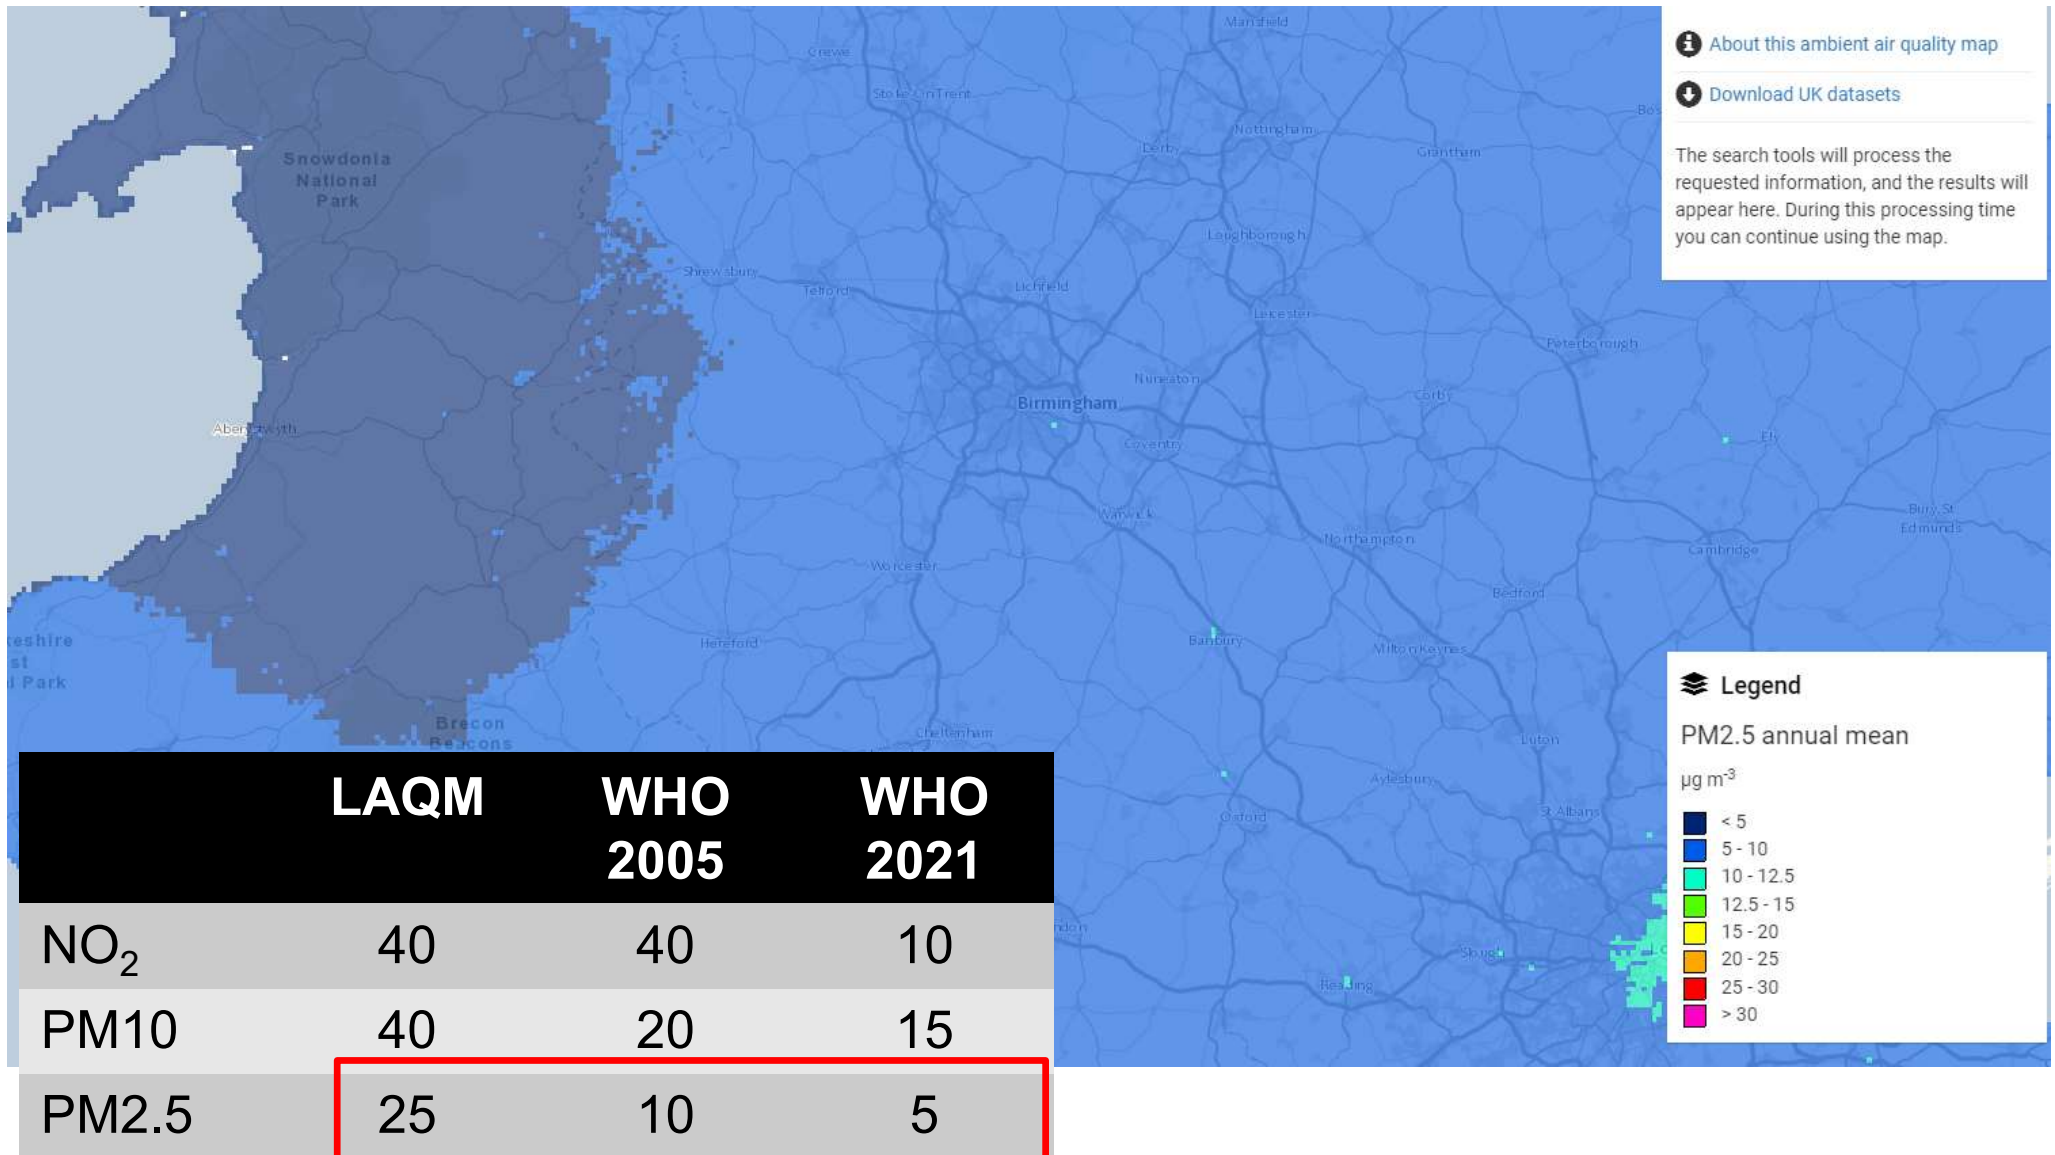 Mansfield
Crewe
Stoke-On-Trent
Nottingham
Derby
Grantham
Snowdonia
National
Park
Loughborough
Shrewsbury
Telford
Lichfield
Leicester
Peterborough
Nuneaton
Corby
Birmingham
Aberystwyth
Coventry
Ely
Warwick
Bury St
Edmunds
Northampton
Cambridge
Worcester
Bedford
Hereford
Banbury
Milton Keynes
st
l Park
Brecon
Beacons
Cheltenham
Luton
Aylesbury
Oxford
St Albans
Slough
Reading
About this ambient air quality map
Download UK datasets
The search tools will process the
requested information, and the results will
appear here. During this processing time
you can continue using the map.
Legend
PM2.5 annual mean
µg m-3
< 5
5 - 10
10 - 12.5
12.5 - 15
15 - 20
20 - 25
25 - 30
> 30
LAQM WHO 2005 WHO 2021
NO2 40 40 10
PM10 40 20 15
PM2.5 25 10 5